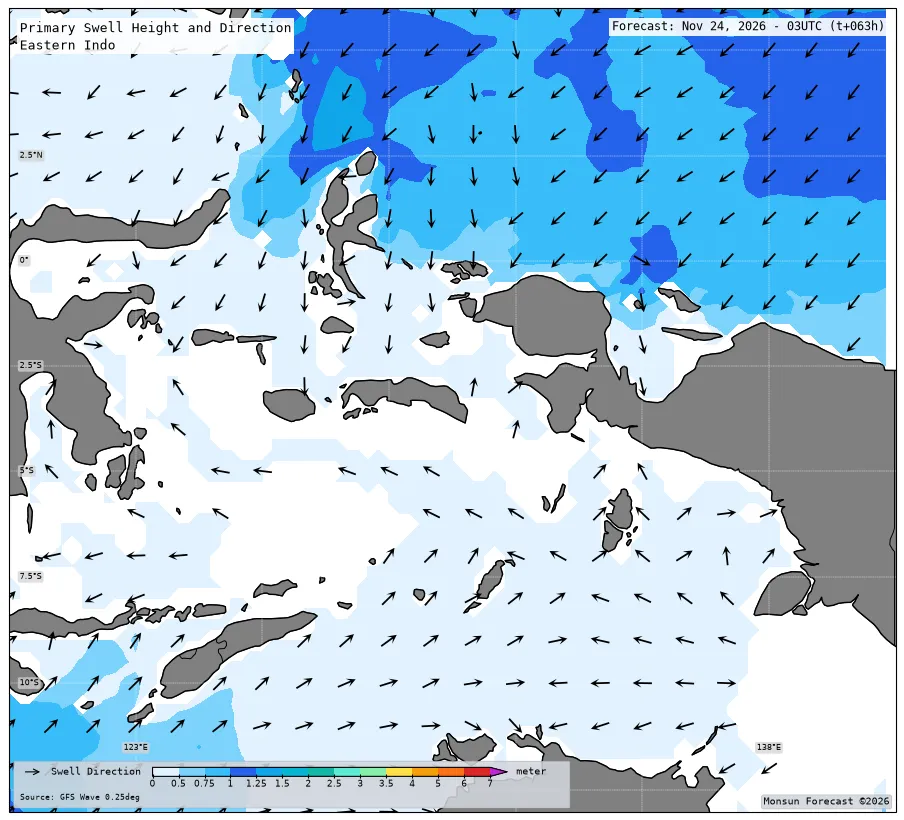 Primary Swell Height and Direction
Eastern Indo
Forecast: Nov 24, 2026 - 03UTC (t+063h)
2.5°N
0°
2.5°S
5°S
7.5°S
10°S
123°E
138°E
Swell Direction
meter
0 0.5 0.75 1 1.25 1.5 2 2.5 3 3.5 4 5 6 7
Source: GFS Wave 0.25deg
Monsun Forecast ©2026